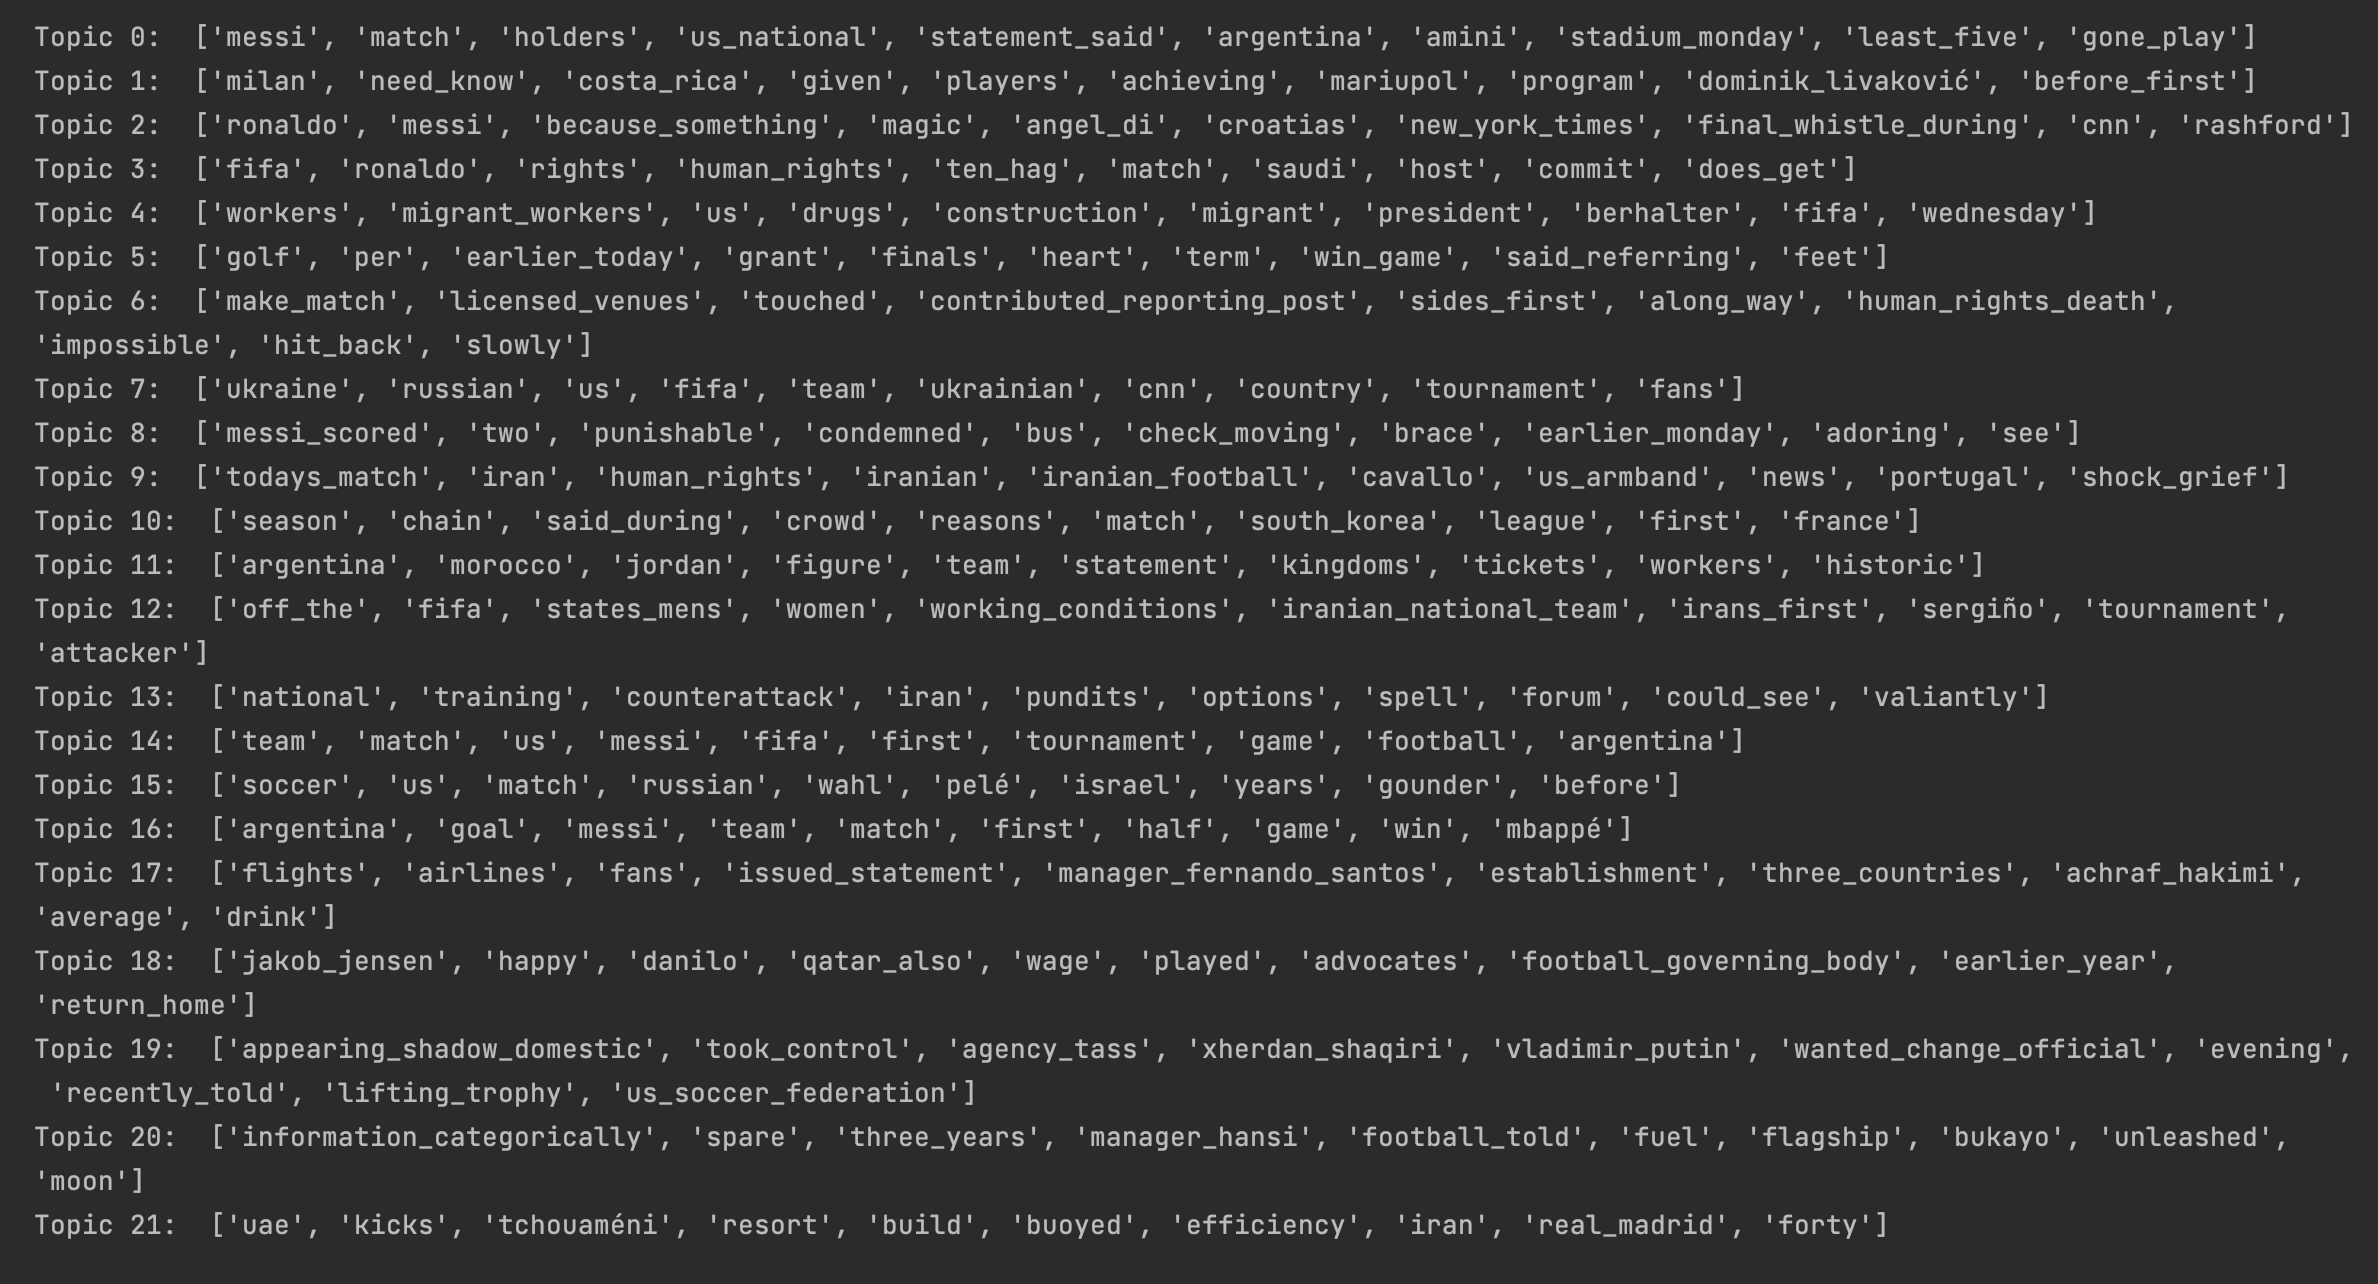 Topic 0:  ['messi', 'match', 'holders', 'us_national', 'statement_said', 'argentina', 'amini', 'stadium_monday', 'least_five', 'gone_play']
Topic 1:  ['milan', 'need_know', 'costa_rica', 'given', 'players', 'achieving', 'mariupol', 'program', 'dominik_livaković', 'before_first']
Topic 2:  ['ronaldo', 'messi', 'because_something', 'magic', 'angel_di', 'croatias', 'new_york_times', 'final_whistle_during', 'cnn', 'rashford']
Topic 3:  ['fifa', 'ronaldo', 'rights', 'human_rights', 'ten_hag', 'match', 'saudi', 'host', 'commit', 'does_get']
Topic 4:  ['workers', 'migrant_workers', 'us', 'drugs', 'construction', 'migrant', 'president', 'berhalter', 'fifa', 'wednesday']
Topic 5:  ['golf', 'per', 'earlier_today', 'grant', 'finals', 'heart', 'term', 'win_game', 'said_referring', 'feet']
Topic 6:  ['make_match', 'licensed_venues', 'touched', 'contributed_reporting_post', 'sides_first', 'along_way', 'human_rights_death',
'impossible', 'hit_back', 'slowly']
Topic 7:  ['ukraine', 'russian', 'us', 'fifa', 'team', 'ukrainian', 'cnn', 'country', 'tournament', 'fans']
Topic 8:  ['messi_scored', 'two', 'punishable', 'condemned', 'bus', 'check_moving', 'brace', 'earlier_monday', 'adoring', 'see']
Topic 9:  ['todays_match', 'iran', 'human_rights', 'iranian', 'iranian_football', 'cavallo', 'us_armband', 'news', 'portugal', 'shock_grief']
Topic 10:  ['season', 'chain', 'said_during', 'crowd', 'reasons', 'match', 'south_korea', 'league', 'first', 'france']
Topic 11:  ['argentina', 'morocco', 'jordan', 'figure', 'team', 'statement', 'kingdoms', 'tickets', 'workers', 'historic']
Topic 12:  ['off_the', 'fifa', 'states_mens', 'women', 'working_conditions', 'iranian_national_team', 'irans_first', 'sergiño', 'tournament',
'attacker']
Topic 13:  ['national', 'training', 'counterattack', 'iran', 'pundits', 'options', 'spell', 'forum', 'could_see', 'valiantly']
Topic 14:  ['team', 'match', 'us', 'messi', 'fifa', 'first', 'tournament', 'game', 'football', 'argentina']
Topic 15:  ['soccer', 'us', 'match', 'russian', 'wahl', 'pelé', 'israel', 'years', 'gounder', 'before']
Topic 16:  ['argentina', 'goal', 'messi', 'team', 'match', 'first', 'half', 'game', 'win', 'mbappé']
Topic 17:  ['flights', 'airlines', 'fans', 'issued_statement', 'manager_fernando_santos', 'establishment', 'three_countries', 'achraf_hakimi',
'average', 'drink']
Topic 18:  ['jakob_jensen', 'happy', 'danilo', 'qatar_also', 'wage', 'played', 'advocates', 'football_governing_body', 'earlier_year',
'return_home']
Topic 19:  ['appearing_shadow_domestic', 'took_control', 'agency_tass', 'xherdan_shaqiri', 'vladimir_putin', 'wanted_change_official', 'evening',
'recently_told', 'lifting_trophy', 'us_soccer_federation']
Topic 20:  ['information_categorically', 'spare', 'three_years', 'manager_hansi', 'football_told', 'fuel', 'flagship', 'bukayo', 'unleashed',
'moon']
Topic 21:  ['uae', 'kicks', 'tchouaméni', 'resort', 'build', 'buoyed', 'efficiency', 'iran', 'real_madrid', 'forty']